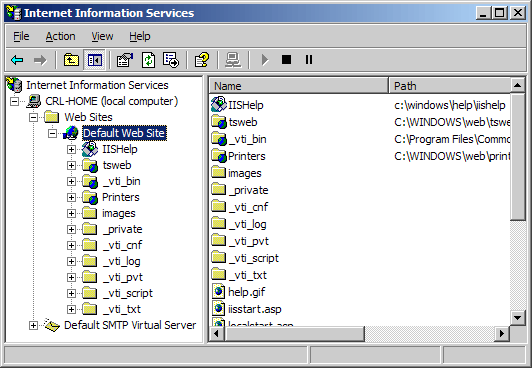 Internet Information Services
File Action View Help
Internet Information Services
CRL-HOME (local computer)
Web Sites
Default Web Site
IISHelp
tsweb
_vti_bin
Printers
images
_private
_vti_cnf
_vti_log
_vti_pvt
_vti_script
_vti_txt
Default SMTP Virtual Server
Name Path
IISHelp c:\windows\help\iishelp
tsweb C:\WINDOWS\web\tswe
_vti_bin C:\Program Files\Commo
Printers C:\WINDOWS\web\print
images
_private
_vti_cnf
_vti_log
_vti_pvt
_vti_script
_vti_txt
help.gif
iisstart.asp
localstart.asp